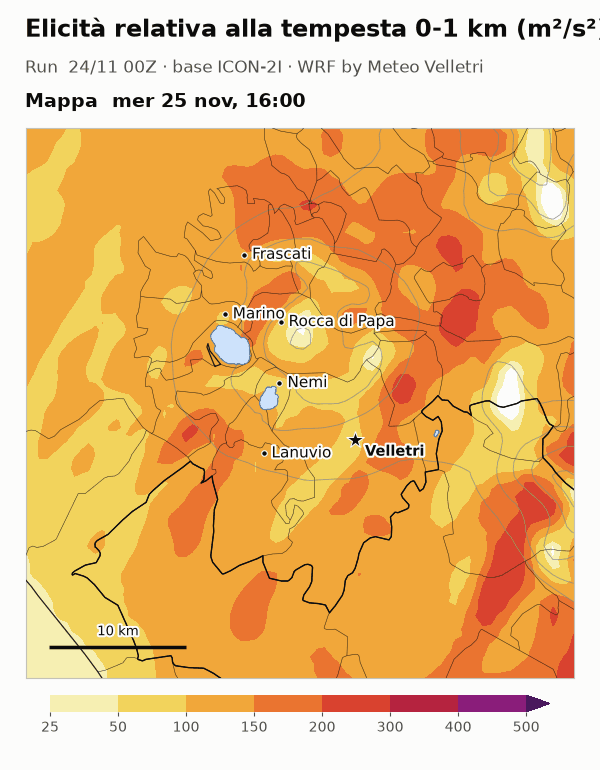 Elicità relativa alla tempesta 0-1 km (m²/s²)
Run  24/11 00Z · base ICON-2I · WRF by Meteo Velletri
Mappa  mer 25 nov, 16:00
Frascati
Marino
Rocca di Papa
Nemi
Velletri
Lanuvio
10 km
25 50 100 150 200 300 400 500